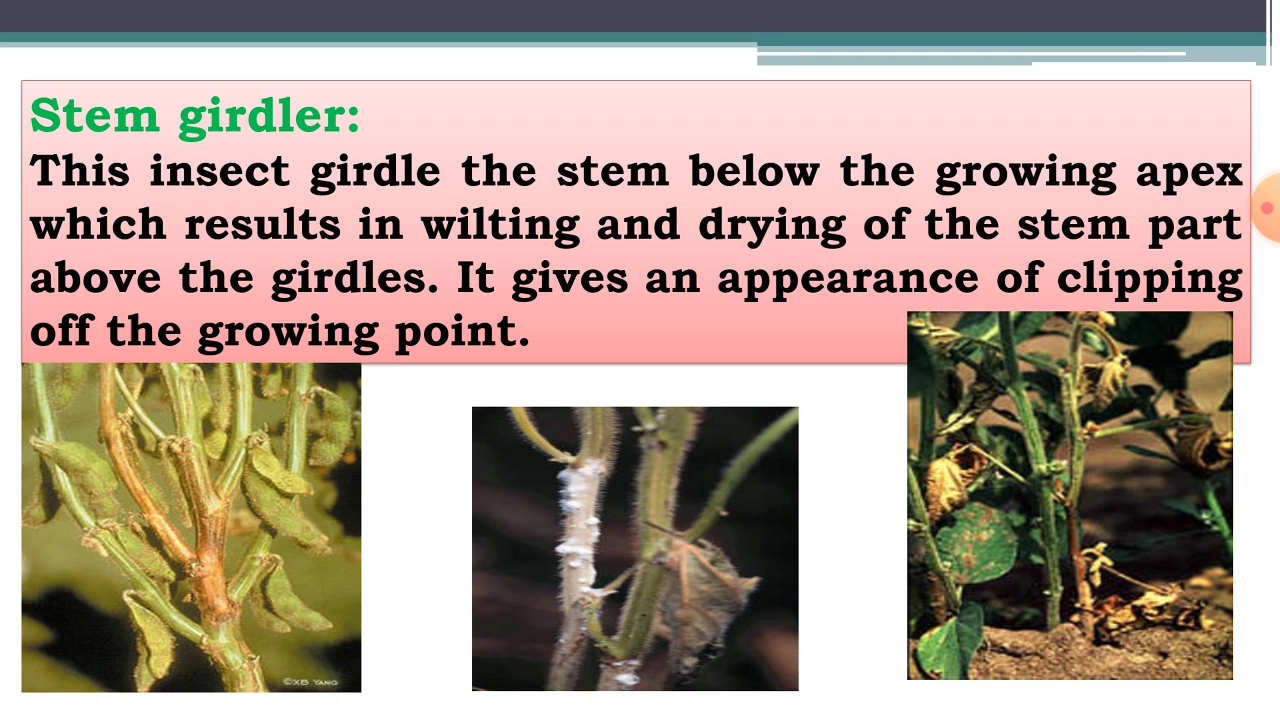 Stem girdler:
This insect girdle the stem below the growing apex
which results in wilting and drying of the stem part
above the girdles. It gives an appearance of clipping
off the growing point.
©XB YANG